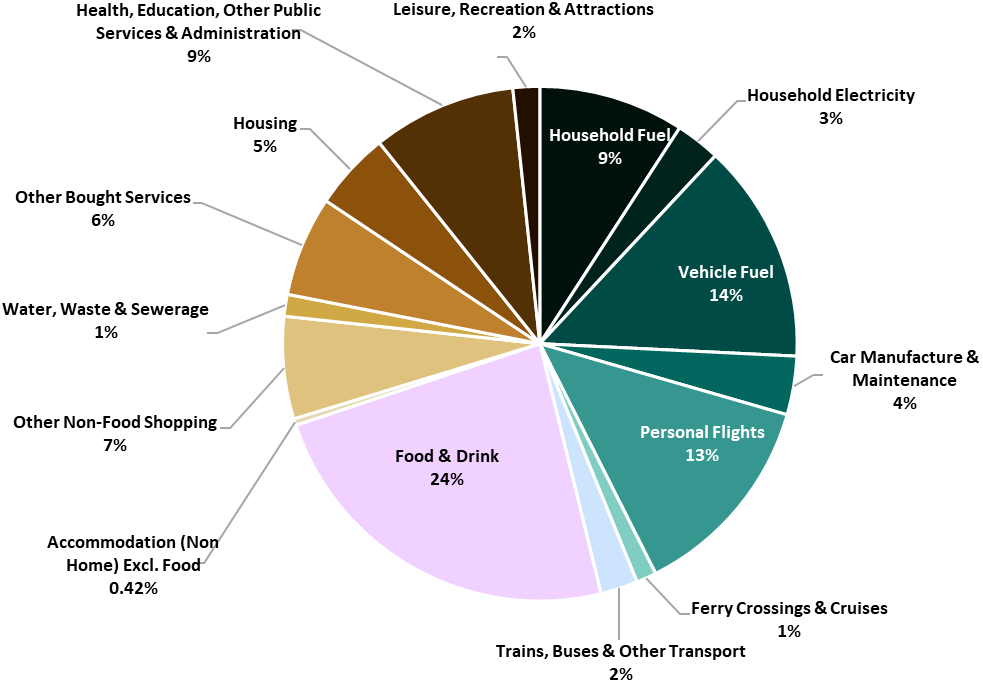 Health, Education, Other Public
Services & Administration
9%
Leisure, Recreation & Attractions
2%
Household Electricity
3%
Household Fuel
9%
Housing
5%
Other Bought Services
6%
Vehicle Fuel
14%
Water, Waste & Sewerage
1%
Car Manufacture &
Maintenance
4%
Other Non-Food Shopping
7%
Personal Flights
13%
Food & Drink
24%
Accommodation (Non
Home) Excl. Food
0.42%
Ferry Crossings & Cruises
1%
Trains, Buses & Other Transport
2%